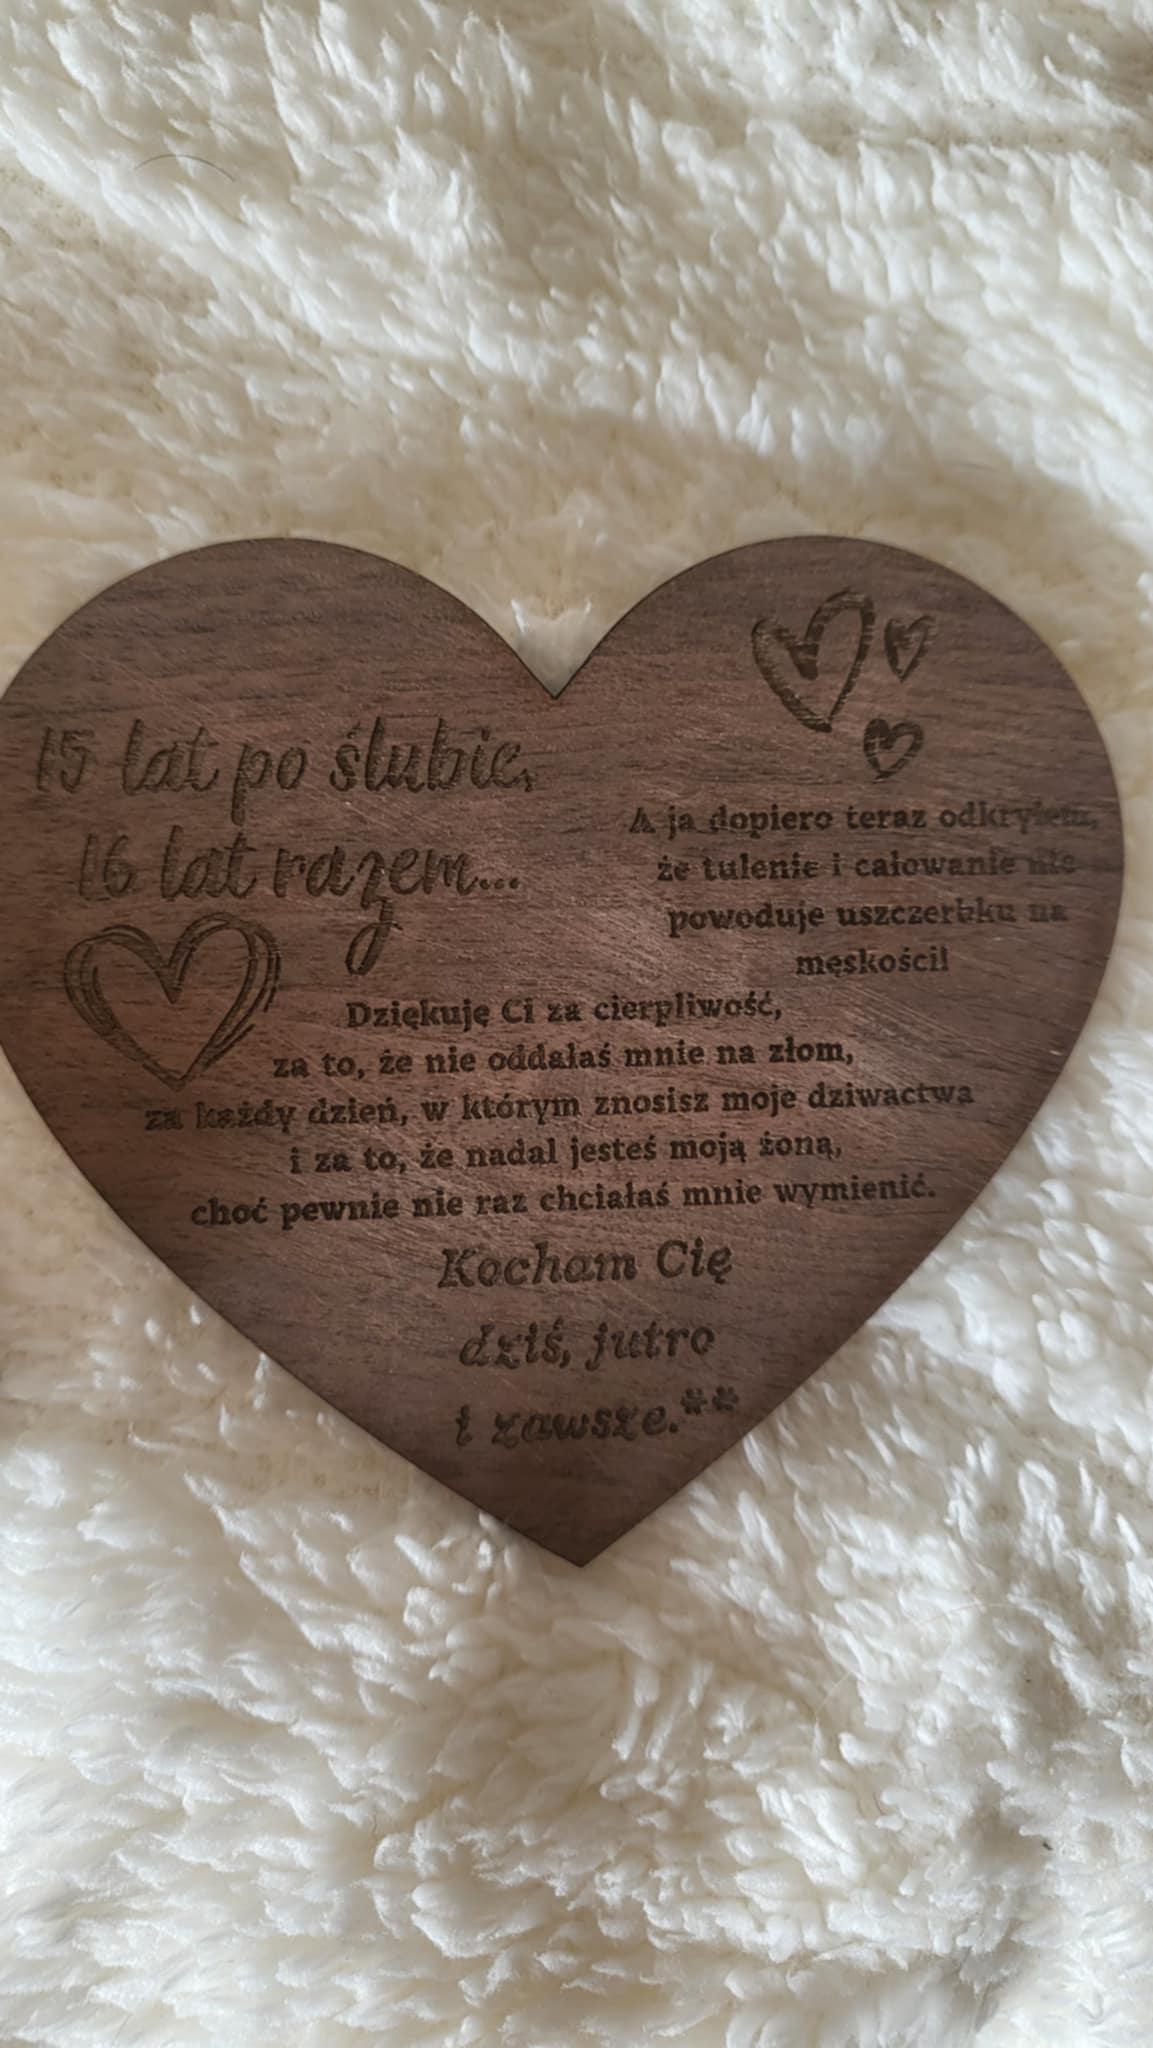 15 lat po ślubie,
16 lat razem...
A ja dopiero teraz odkryłem,
że tulenie i całowanie nie
powoduje uszczerbku na
męskości!
Dziękuję Ci za cierpliwość,
za to, że nie oddałaś mnie na złom,
za każdy dzień, w którym znosisz moje dziwactwa
i za to, że nadal jesteś moją żoną,
choć pewnie nie raz chciałaś mnie wymienić.
Kocham Cię
dziś, jutro
i zawsze.**